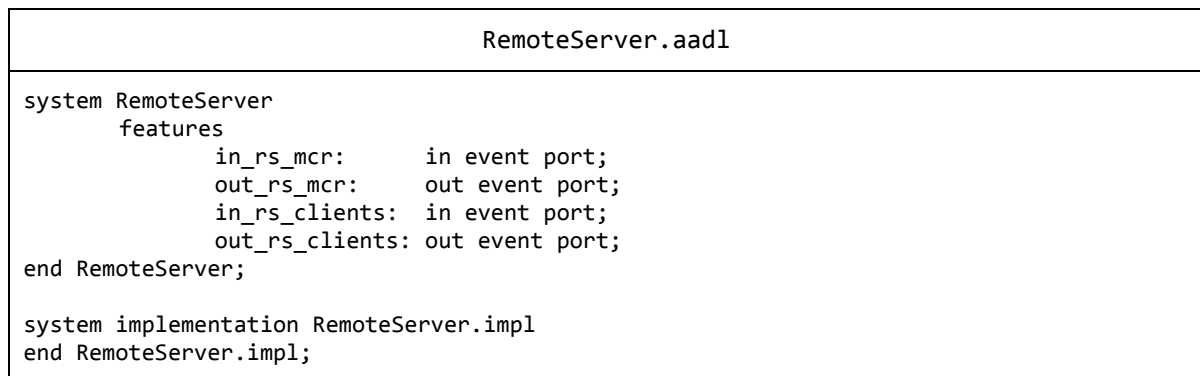 RemoteServer.aadl
system RemoteServer
features
in_rs_mcr: in event port;
out_rs_mcr: out event port;
in_rs_clients: in event port;
out_rs_clients: out event port;
end RemoteServer;
system implementation RemoteServer.impl
end RemoteServer.impl;